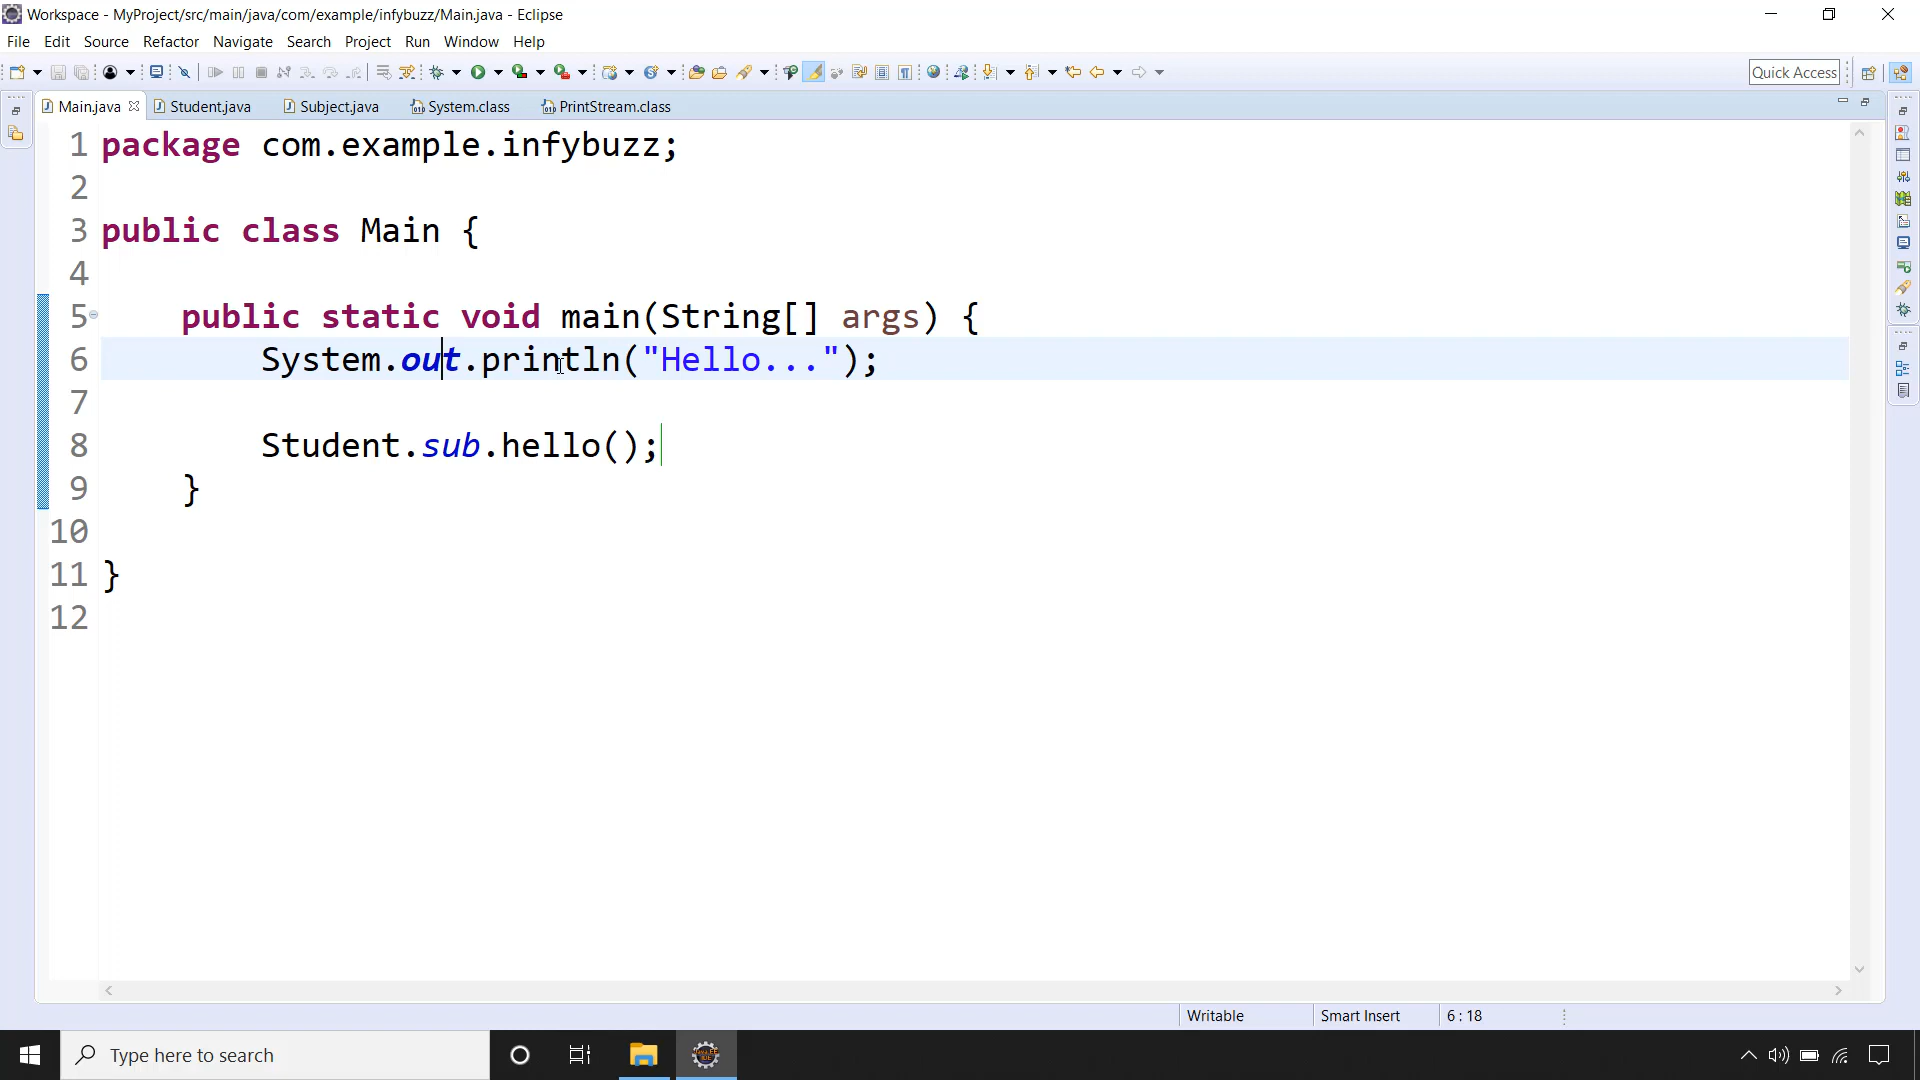 Workspace - MyProject/src/main/java/com/example/infybuzz/Main.java - Eclipse
File Edit Source Refactor Navigate Search Project Run Window Help
Quick Access
Main.java Student.java Subject.java System.class PrintStream.class
1 package com.example.infybuzz;
2
3 public class Main {
4
5 public static void main(String[] args) {
6 System.out.println("Hello...");
7
8 Student.sub.hello();
9 }
10
11 }
12
Writable Smart Insert 6 : 18
Type here to search